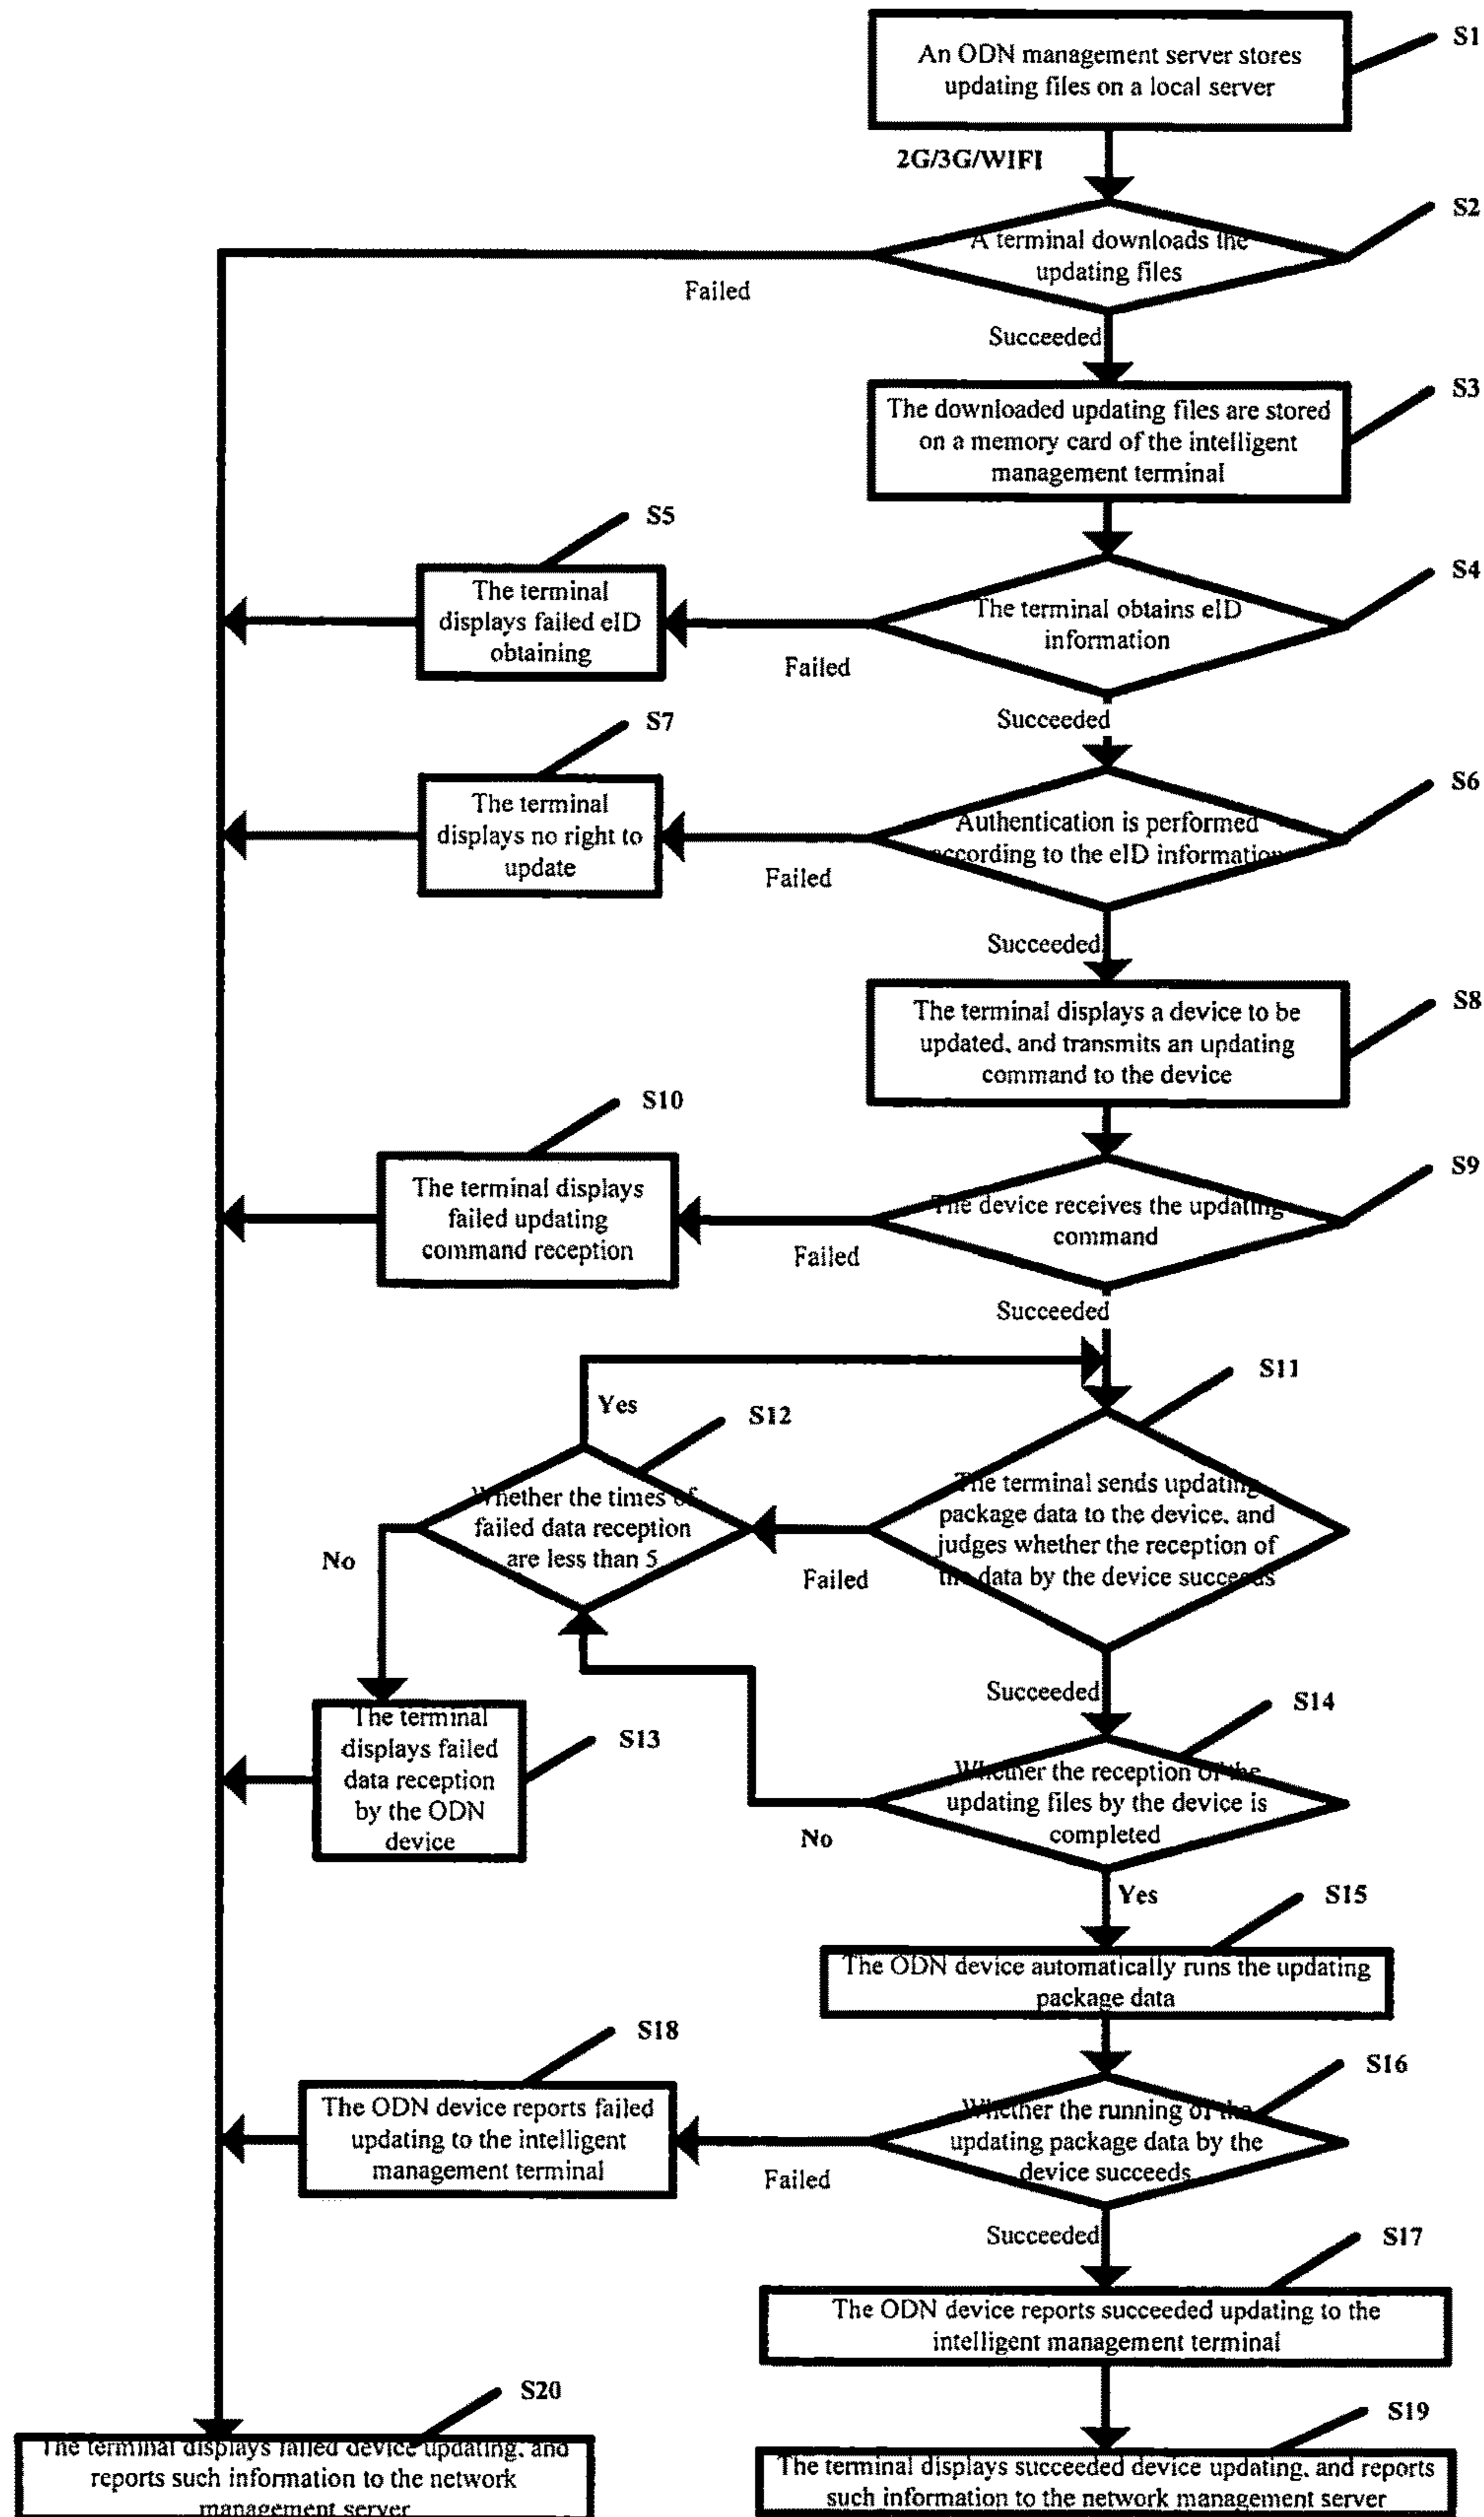 S1
An ODN management server stores
updating files on a local server
2G/3G/WIFI
S2
A terminal downloads the
updating files
Failed
Succeeded
S3
The downloaded updating files are stored
on a memory card of the intelligent
management terminal
S5
The terminal
displays failed eID
obtaining
S4
The terminal obtains eID
information
Failed
Succeeded
S7
The terminal
displays no right to
update
S6
Authentication is performed
according to the eID information
Failed
Succeeded
S8
The terminal displays a device to be
updated, and transmits an updating
command to the device
S10
The terminal displays
failed updating
command reception
S9
The device receives the updating
command
Failed
Succeeded
S11
Yes
S12
Whether the times of
failed data reception
are less than 5
The terminal sends updating
package data to the device, and
judges whether the reception of
the data by the device succeeds
No
Failed
Succeeded
S14
S13
The terminal
displays failed
data reception
by the ODN
device
Whether the reception of the
updating files by the device is
completed
No
Yes
S15
The ODN device automatically runs the updating
package data
S18
The ODN device reports failed
updating to the intelligent
management terminal
S16
Whether the running of the
updating package data by the
device succeeds
Failed
Succeeded
S17
The ODN device reports succeeded updating to the
intelligent management terminal
S20
The terminal displays failed device updating, and
reports such information to the network
management server
S19
The terminal displays succeeded device updating, and reports
such information to the network management server